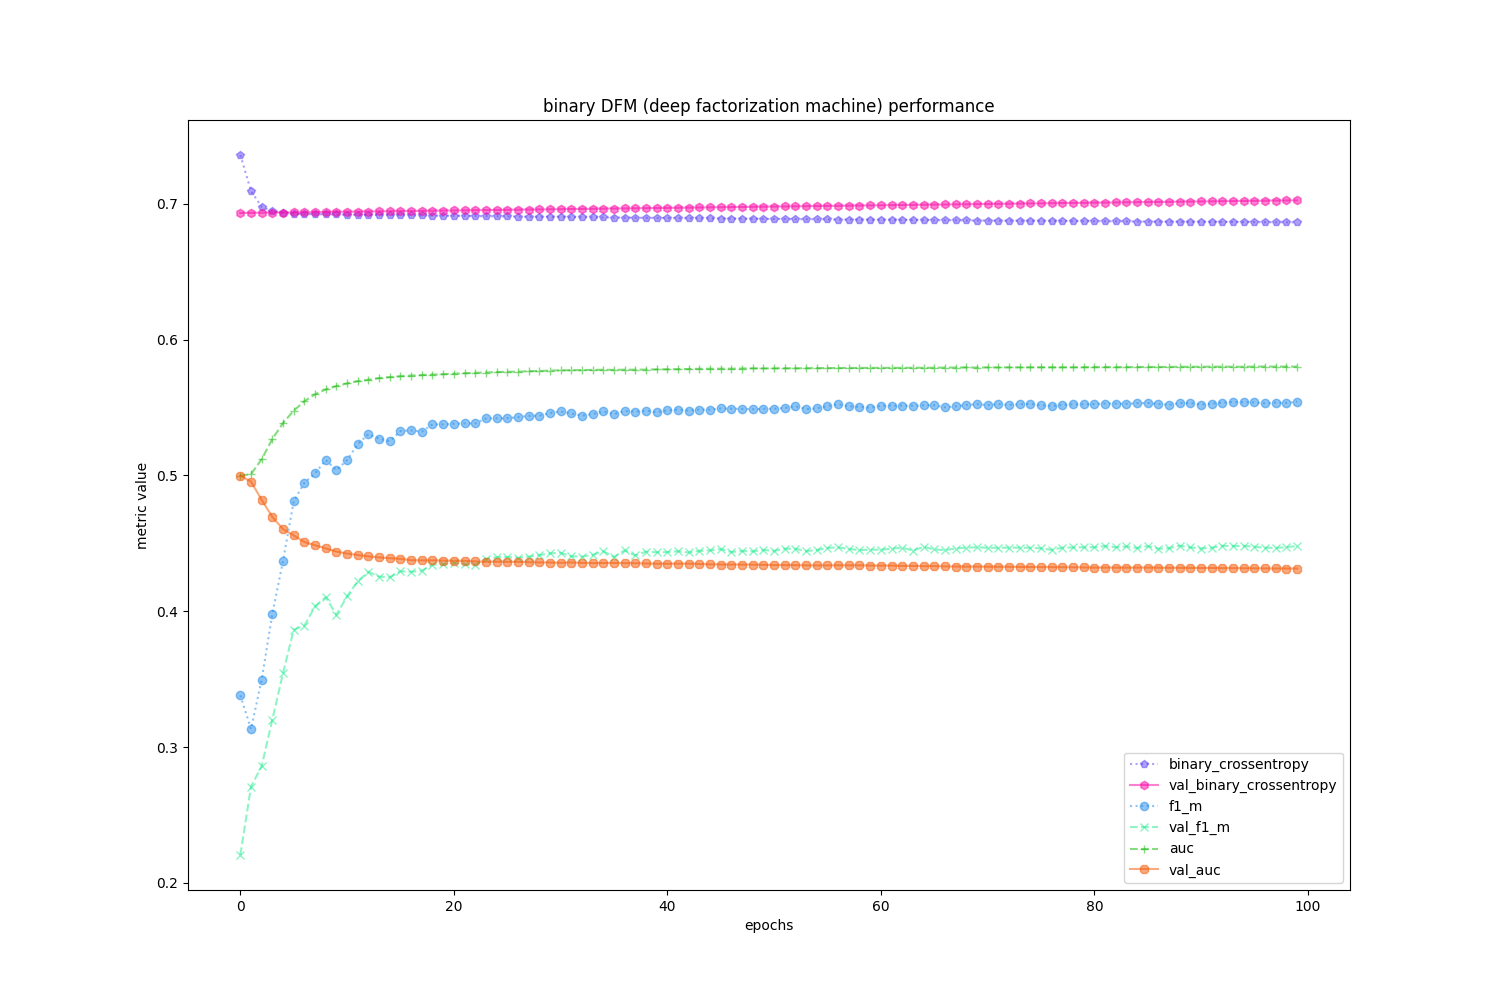 binary DFM (deep factorization machine) performance
metric value
0.7
0.6
0.5
0.4
0.3
0.2
0
20
40
60
80
100
epochs
binary_crossentropy
val_binary_crossentropy
f1_m
val_f1_m
auc
val_auc